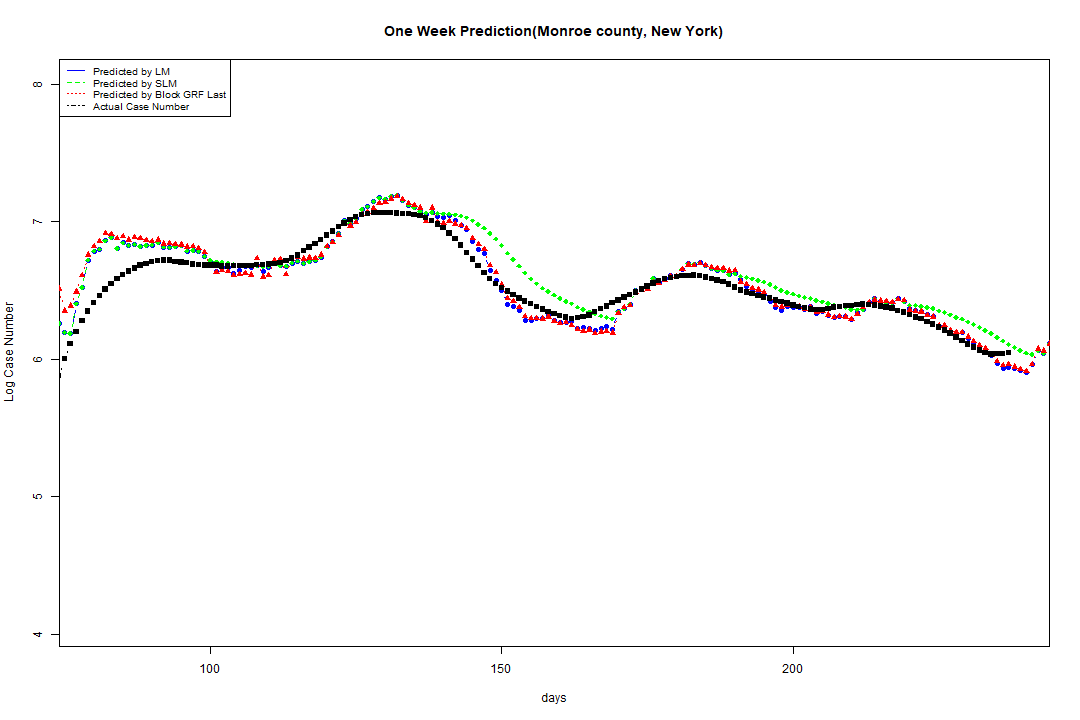 One Week Prediction(Monroe county, New York)
Predicted by LM
Predicted by SLM
Predicted by Block GRF Last
Actual Case Number
8
7
6
5
4
Log Case Number
100
150
200
days